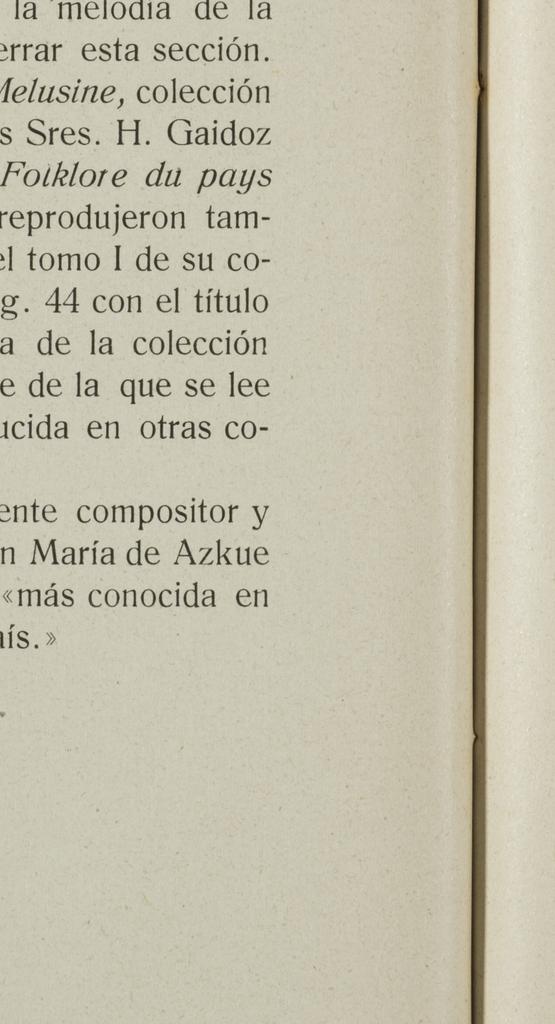 la melodía de la
errar esta sección.
Melusine, colección
s Sres. H. Gaidoz
Foiklore du pays
reprodujeron tam-
el tomo I de su co-
g. 44 con el título
a de la colección
e de la que se lee
ucida en otras co-
ente compositor y
n María de Azkue
«más conocida en
aís.»